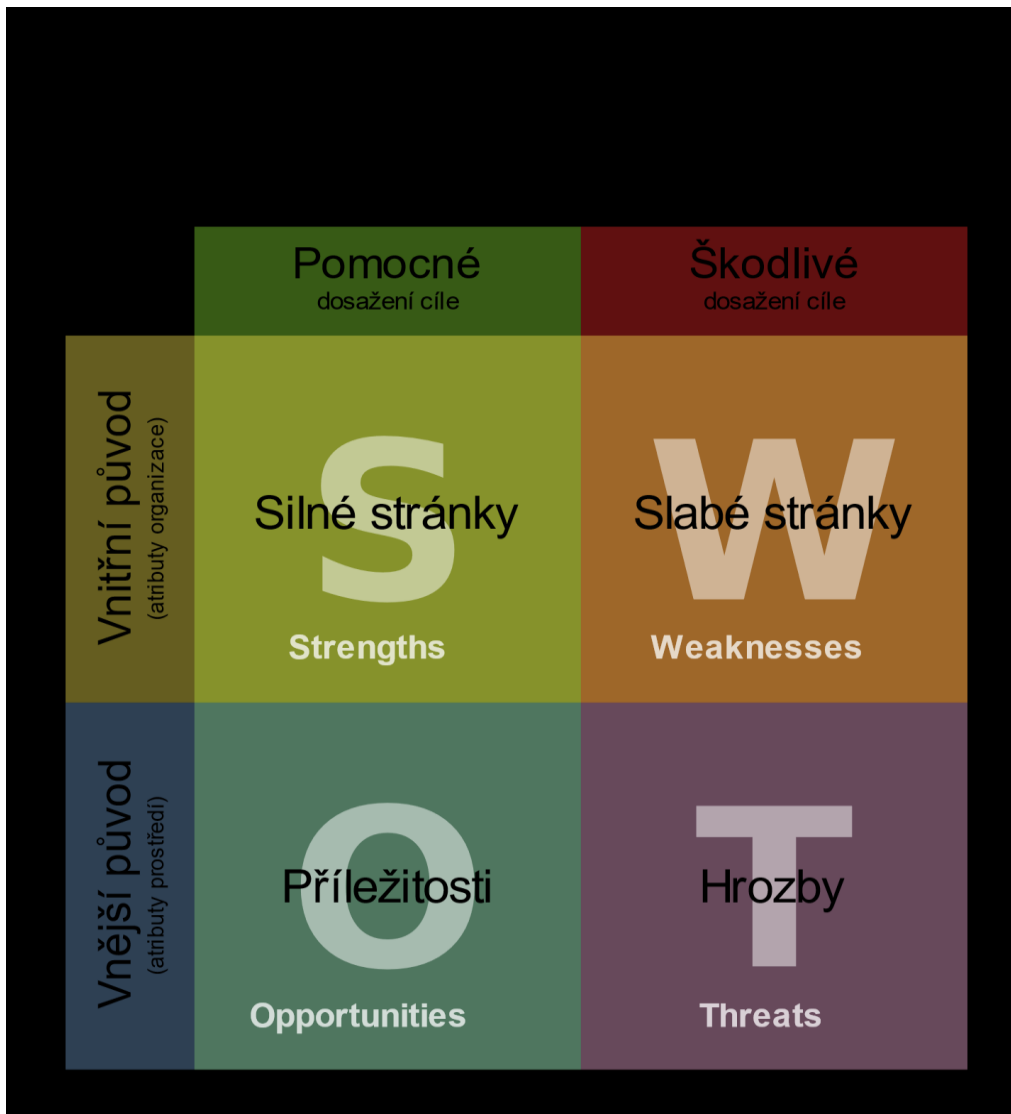 Pomocné
dosažení cíle
Škodlivé
dosažení cíle
Vnitřní původ
(atributy organizace)
S
Silné stránky
Strengths
W
Slabé stránky
Weaknesses
Vnější původ
(atributy prostředí)
O
Příležitosti
Opportunities
T
Hrozby
Threats